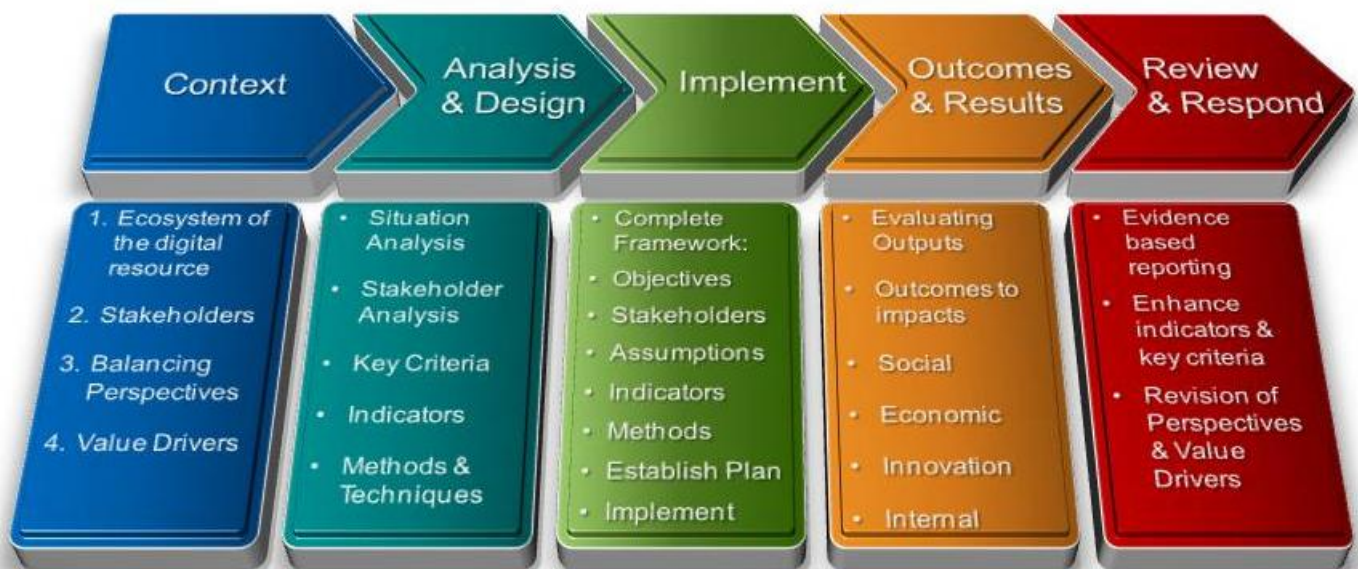 Context
Analysis
& Design
Implement
Outcomes
& Results
Review
& Respond
1. Ecosystem of
the digital
resource
2. Stakeholders
3. Balancing
Perspectives
4. Value Drivers
• Situation
Analysis
• Stakeholder
Analysis
• Key Criteria
• Indicators
• Methods &
Techniques
• Complete
Framework:
• Objectives
• Stakeholders
• Assumptions
• Indicators
• Methods
• Establish Plan
• Implement
• Evaluating
Outputs
• Outcomes to
impacts
• Social
• Economic
• Innovation
• Internal
• Evidence
based
reporting
• Enhance
indicators &
key criteria
• Revision of
Perspectives
& Value
Drivers